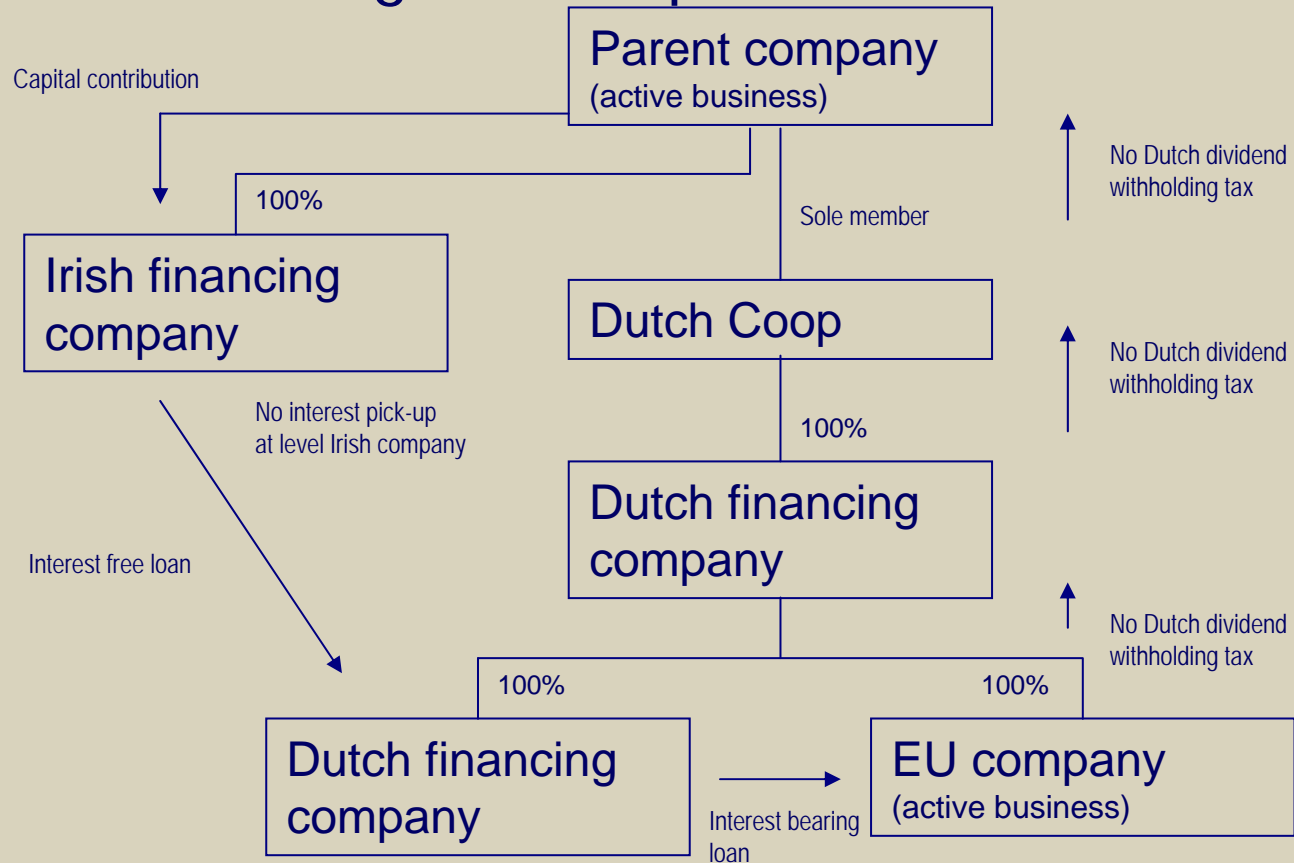 Parent company
(active business)
Capital contribution
No Dutch dividend
withholding tax
100%
Sole member
Irish financing
company
Dutch Coop
No Dutch dividend
withholding tax
No interest pick-up
at level Irish company
100%
Dutch financing
company
Interest free loan
No Dutch dividend
withholding tax
100%
100%
Dutch financing
company
EU company
(active business)
Interest bearing
loan